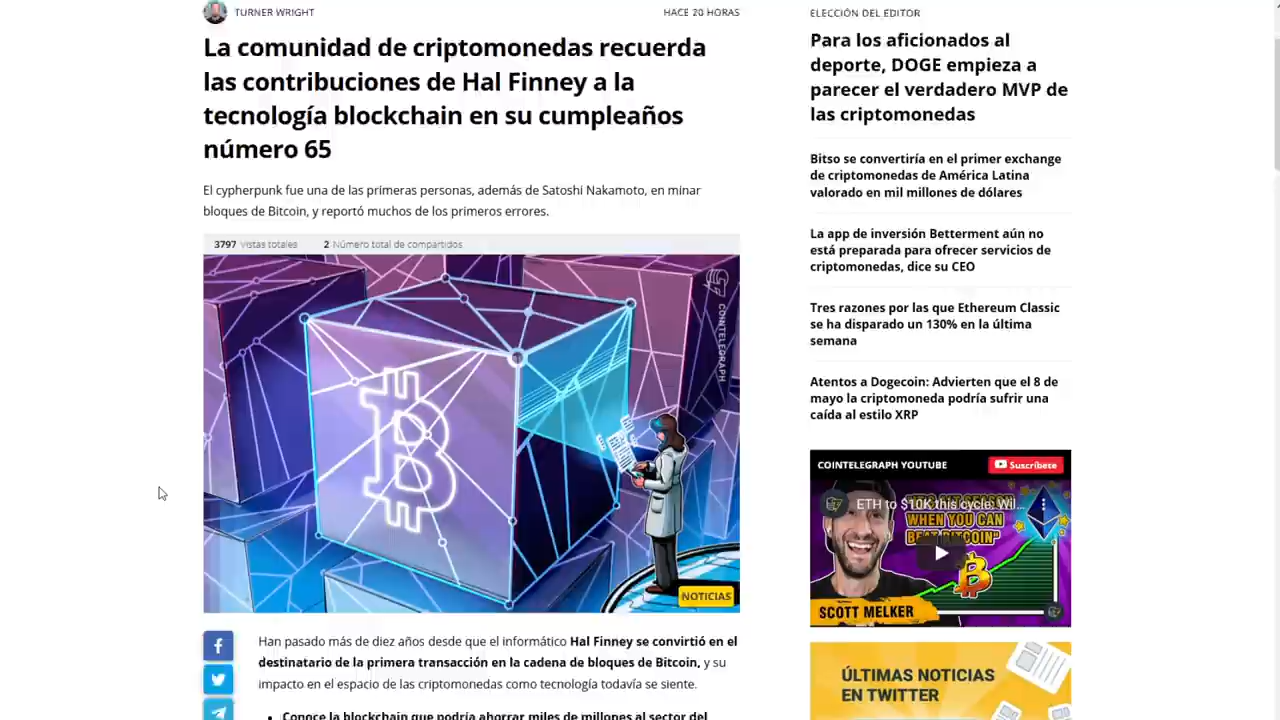 TURNER WRIGHT
HACE 20 HORAS
La comunidad de criptomonedas recuerda
las contribuciones de Hal Finney a la
tecnología blockchain en su cumpleaños
número 65
El cypherpunk fue una de las primeras personas, además de Satoshi Nakamoto, en minar
bloques de Bitcoin, y reportó muchos de los primeros errores.
3797 Vistas totales
2 Número total de compartidos
COINTELEGRAPH
NOTICIAS
Han pasado más de diez años desde que el informático Hal Finney se convirtió en el
destinatario de la primera transacción en la cadena de bloques de Bitcoin, y su
impacto en el espacio de las criptomonedas como tecnología todavía se siente.
Conoce la blockchain que podría ahorrar miles de millones al sector del
ELECCIÓN DEL EDITOR
Para los aficionados al
deporte, DOGE empieza a
parecer el verdadero MVP de
las criptomonedas
Bitso se convertiría en el primer exchange
de criptomonedas de América Latina
valorado en mil millones de dólares
La app de inversión Betterment aún no
está preparada para ofrecer servicios de
criptomonedas, dice su CEO
Tres razones por las que Ethereum Classic
se ha disparado un 130% en la última
semana
Atentos a Dogecoin: Advierten que el 8 de
mayo la criptomoneda podría sufrir una
caída al estilo XRP
COINTELEGRAPH YOUTUBE
Suscríbete
ETH to $10K this cycle. Wil...
WHEN YOU CAN
BEAT BITCOIN"
SCOTT MELKER
ÚLTIMAS NOTICIAS
EN TWITTER